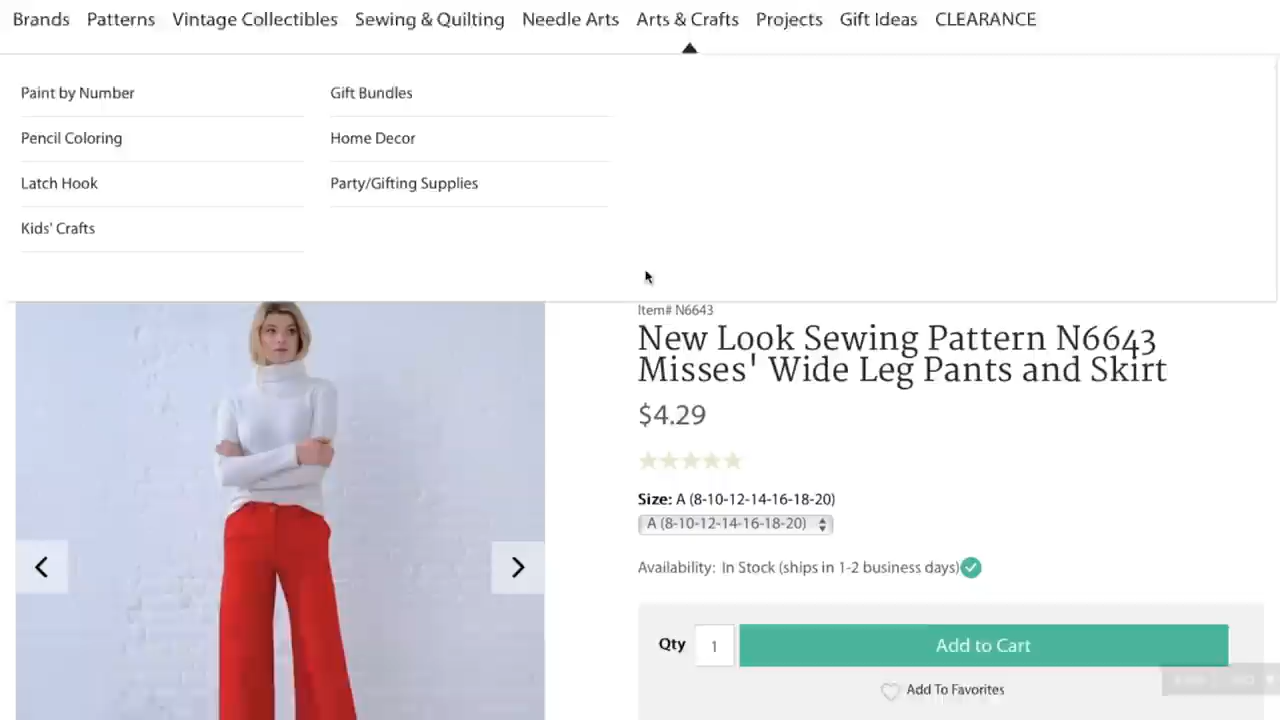 Brands Patterns Vintage Collectibles Sewing & Quilting Needle Arts Arts & Crafts Projects Gift Ideas CLEARANCE
Paint by Number
Pencil Coloring
Latch Hook
Kids' Crafts
Gift Bundles
Home Decor
Party/Gifting Supplies
Item# N6643
New Look Sewing Pattern N6643
Misses' Wide Leg Pants and Skirt
$4.29
Size: A (8-10-12-14-16-18-20)
A (8-10-12-14-16-18-20)
Availability: In Stock (ships in 1-2 business days)
Qty 1 Add to Cart
Add To Favorites